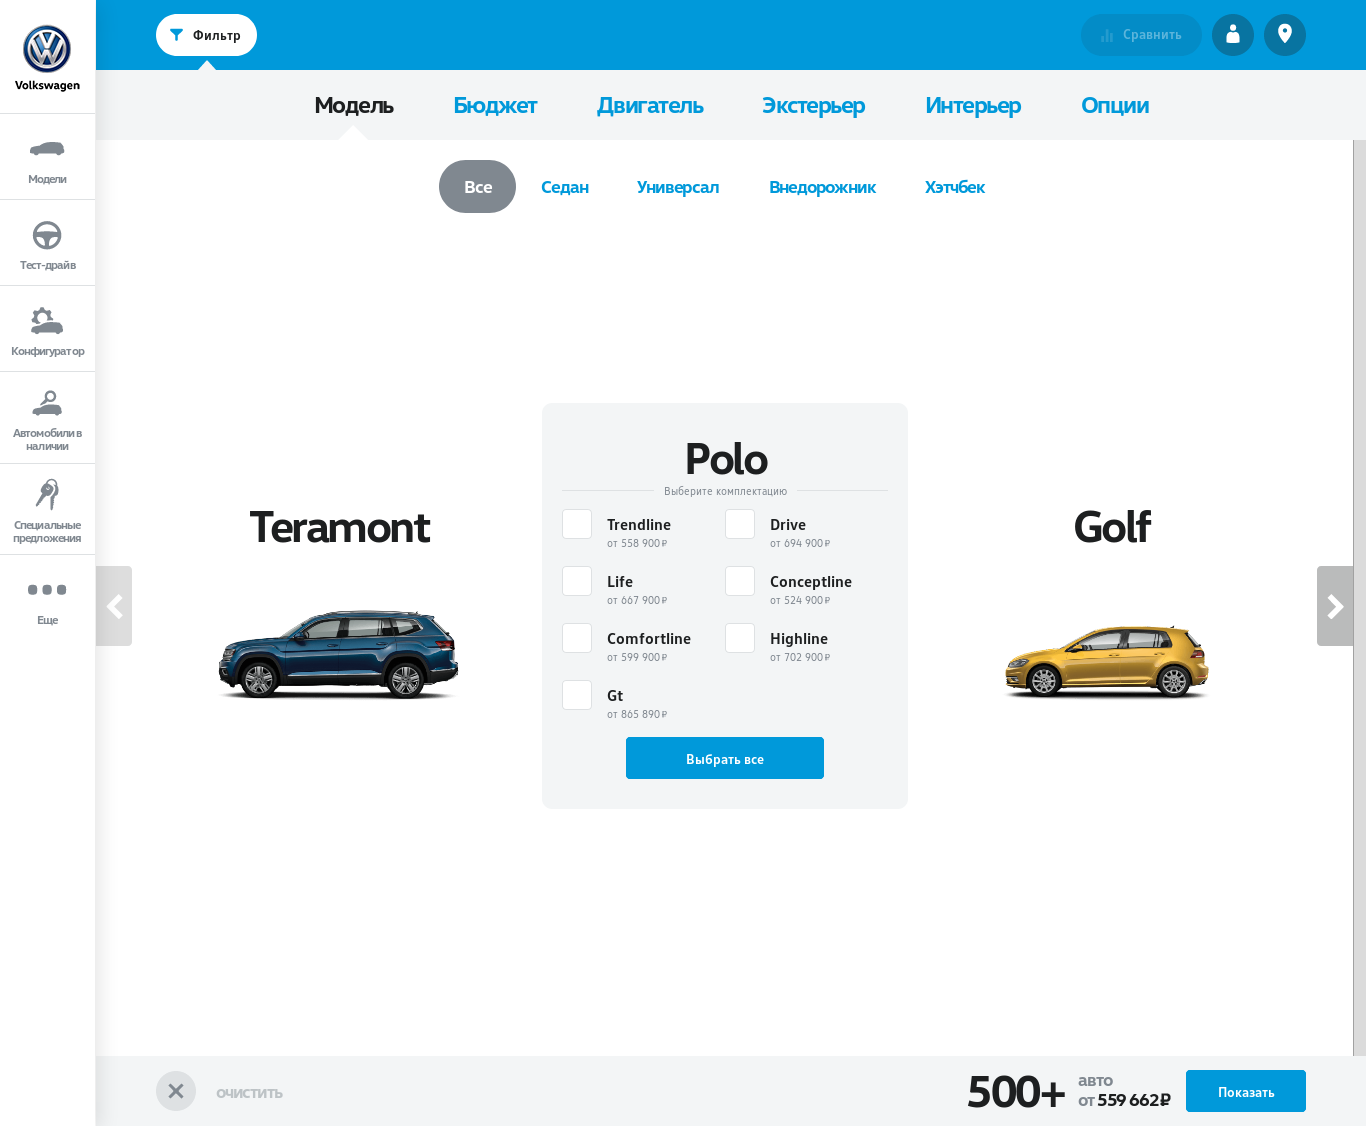 Volkswagen
Модели
Тест-драйв
Конфигуратор
Автомобили в
наличии
Специальные
предложения
Еще
Фильтр
Сравнить
Модель
Бюджет
Двигатель
Экстерьер
Интерьер
Опции
Все
Седан
Универсал
Внедорожник
Хэтчбек
Teramont
Polo
Выберите комплектацию
Trendline
от 558 900 ₽
Drive
от 694 900 ₽
Life
от 667 900 ₽
Conceptline
от 524 900 ₽
Comfortline
от 599 900 ₽
Highline
от 702 900 ₽
Gt
от 865 890 ₽
Выбрать все
Golf
ОЧИСТИТЬ
500+
авто
от 559 662 ₽
Показать